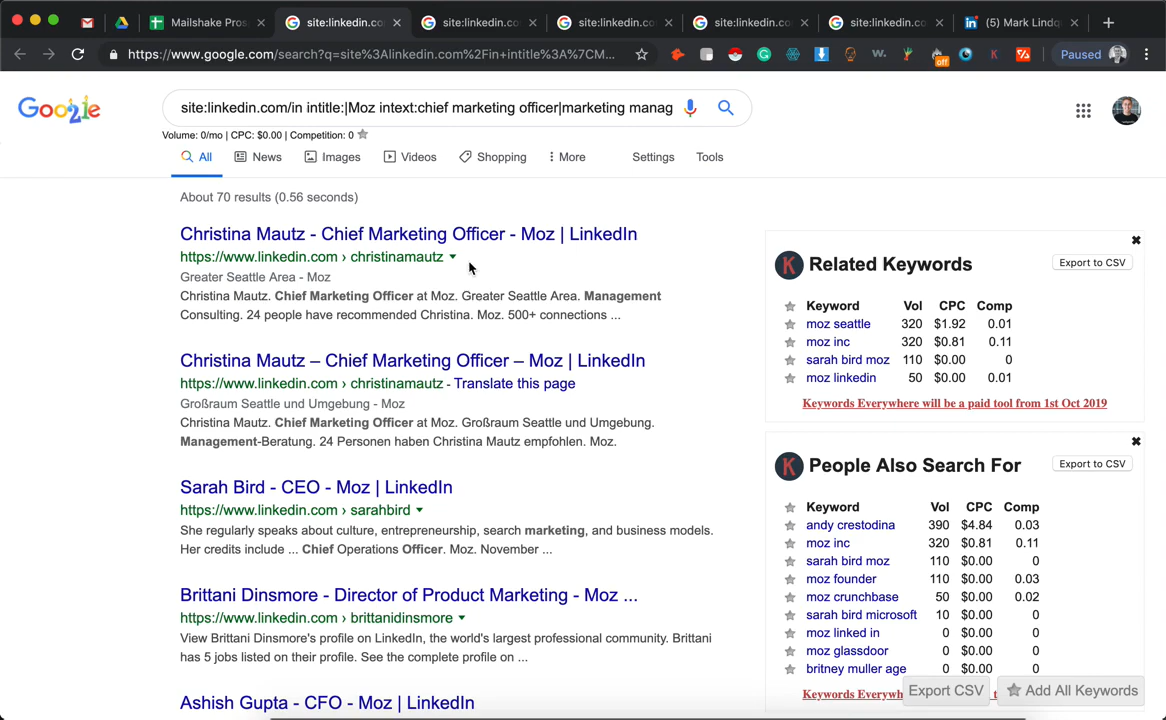 Mailshake Pros
site:linkedin.co
site:linkedin.co
site:linkedin.co
site:linkedin.co
site:linkedin.co
(5) Mark Lindq
https://www.google.com/search?q=site%3Alinkedin.com%2Fin+intitle%3A%7CM...
off
Paused
Google
site:linkedin.com/in intitle:|Moz intext:chief marketing officer|marketing manag
Volume: 0/mo | CPC: $0.00 | Competition: 0
All
News
Images
Videos
Shopping
More
Settings
Tools
About 70 results (0.56 seconds)
Christina Mautz - Chief Marketing Officer - Moz | LinkedIn
https://www.linkedin.com › christinamautz
Greater Seattle Area - Moz
Christina Mautz. Chief Marketing Officer at Moz. Greater Seattle Area. Management
Consulting. 24 people have recommended Christina. Moz. 500+ connections ...
Christina Mautz – Chief Marketing Officer – Moz | LinkedIn
https://www.linkedin.com › christinamautz - Translate this page
Großraum Seattle und Umgebung - Moz
Christina Mautz. Chief Marketing Officer at Moz. Großraum Seattle und Umgebung.
Management-Beratung. 24 Personen haben Christina Mautz empfohlen. Moz.
Sarah Bird - CEO - Moz | LinkedIn
https://www.linkedin.com › sarahbird
She regularly speaks about culture, entrepreneurship, search marketing, and business models.
Her credits include ... Chief Operations Officer. Moz. November ...
Brittani Dinsmore - Director of Product Marketing - Moz ...
https://www.linkedin.com › brittanidinsmore
View Brittani Dinsmore's profile on LinkedIn, the world's largest professional community. Brittani
has 5 jobs listed on their profile. See the complete profile on ...
Ashish Gupta - CFO - Moz | LinkedIn
Related Keywords
Export to CSV
Keyword Vol CPC Comp
moz seattle 320 $1.92 0.01
moz inc 320 $0.81 0.11
sarah bird moz 110 $0.00 0
moz linkedin 50 $0.00 0.01
Keywords Everywhere will be a paid tool from 1st Oct 2019
People Also Search For
Export to CSV
Keyword Vol CPC Comp
andy crestodina 390 $4.84 0.03
moz inc 320 $0.81 0.11
sarah bird moz 110 $0.00 0
moz founder 110 $0.00 0.03
moz crunchbase 50 $0.00 0.02
sarah bird microsoft 10 $0.00 0
moz linked in 0 $0.00 0
moz glassdoor 0 $0.00 0
britney muller age 0 $0.00 0
Keywords Everywh
Export CSV
Add All Keywords